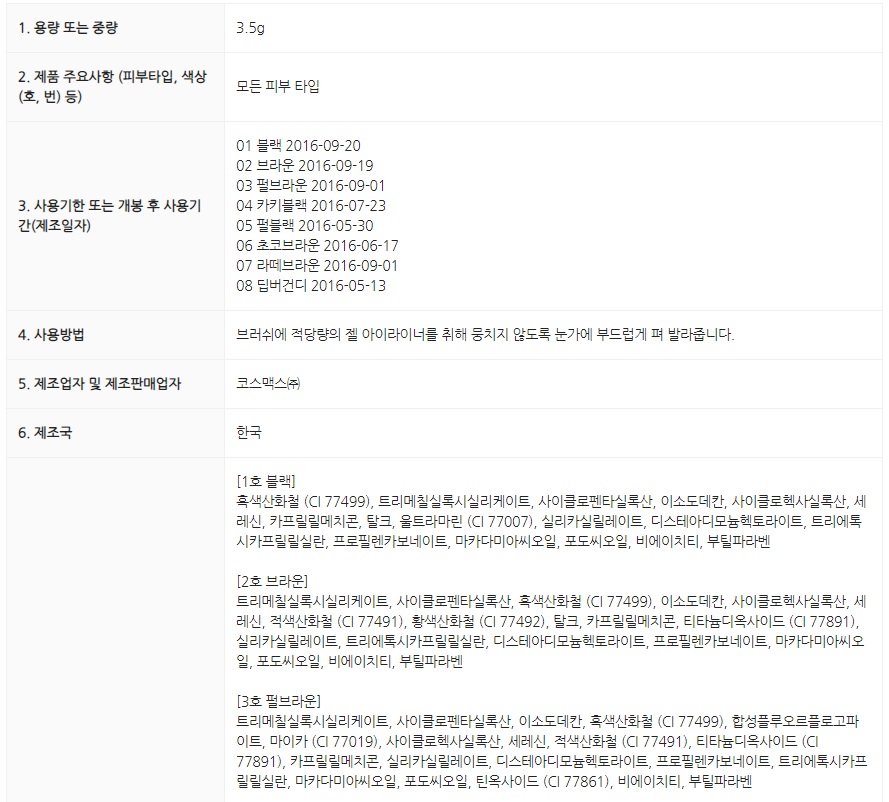 1. 용량 또는 중량
3.5g
2. 제품 주요사항 (피부타입, 색상
(호, 번) 등)
모든 피부 타입
3. 사용기한 또는 개봉 후 사용기
간(제조일자)
01 블랙 2016-09-20
02 브라운 2016-09-19
03 펄브라운 2016-09-01
04 카키블랙 2016-07-23
05 펄블랙 2016-05-30
06 초코브라운 2016-06-17
07 라떼브라운 2016-09-01
08 딥버건디 2016-05-13
4. 사용방법
브러쉬에 적당량의 젤 아이라이너를 취해 뭉치지 않도록 눈가에 부드럽게 펴 발라줍니다.
5. 제조업자 및 제조판매업자
코스맥스㈜
6. 제조국
한국
[1호 블랙]
흑색산화철 (CI 77499), 트리메칠실록시실리케이트, 사이클로펜타실록산, 이소도데칸, 사이클로헥사실록산, 세
레신, 카프릴릴메치콘, 탈크, 울트라마린 (CI 77007), 실리카실릴레이트, 디스테아디모늄헥토라이트, 트리에톡
시카프릴릴실란, 프로필렌카보네이트, 마카다미아씨오일, 포도씨오일, 비에이치티, 부틸파라벤
[2호 브라운]
트리메칠실록시실리케이트, 사이클로펜타실록산, 흑색산화철 (CI 77499), 이소도데칸, 사이클로헥사실록산, 세
레신, 적색산화철 (CI 77491), 황색산화철 (CI 77492), 탈크, 카프릴릴메치콘, 티타늄디옥사이드 (CI 77891),
실리카실릴레이트, 트리에톡시카프릴릴실란, 디스테아디모늄헥토라이트, 프로필렌카보네이트, 마카다미아씨오
일, 포도씨오일, 비에이치티, 부틸파라벤
[3호 펄브라운]
트리메칠실록시실리케이트, 사이클로펜타실록산, 이소도데칸, 흑색산화철 (CI 77499), 합성플루오르플로고파
이트, 마이카 (CI 77019), 사이클로헥사실록산, 세레신, 적색산화철 (CI 77491), 티타늄디옥사이드 (CI
77891), 카프릴릴메치콘, 실리카실릴레이트, 디스테아디모늄헥토라이트, 프로필렌카보네이트, 트리에톡시카프
릴릴실란, 마카다미아씨오일, 포도씨오일, 틴옥사이드 (CI 77861), 비에이치티, 부틸파라벤